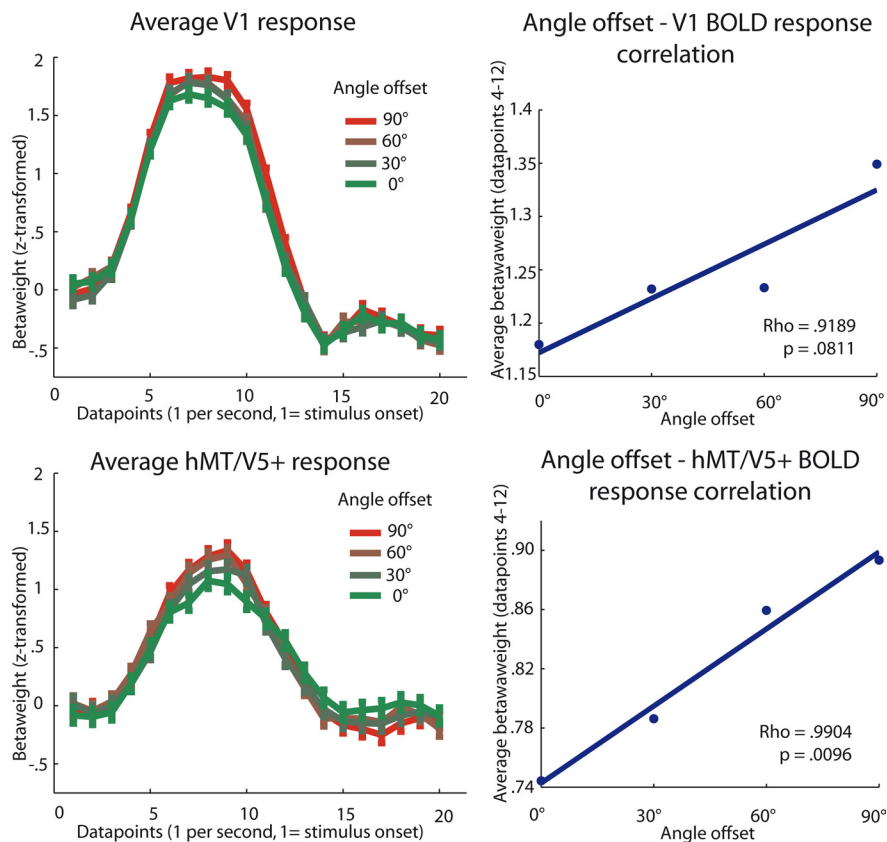 Average V1 response
Betaweight (z-transformed)
2
1.5
1
.5
0
-.5
Angle offset
90°
60°
30°
0°
0
5
10
15
20
Datapoints (1 per second, 1= stimulus onset)
Angle offset - V1 BOLD response
correlation
Average betawaweight (datapoints 4-12)
1.4
1.35
1.3
1.25
1.2
1.15
Rho = .9189
p = .0811
0°
30°
60°
90°
Angle offset
Average hMT/V5+ response
Betaweight (z-transformed)
2
1.5
1
.5
0
-.5
Angle offset
90°
60°
30°
0°
0
5
10
15
20
Datapoints (1 per second, 1= stimulus onset)
Angle offset - hMT/V5+ BOLD
response correlation
Average betawaweight (datapoints 4-12)
.90
.86
.82
.78
.74
Rho = .9904
p = .0096
0°
30°
60°
90°
Angle offset